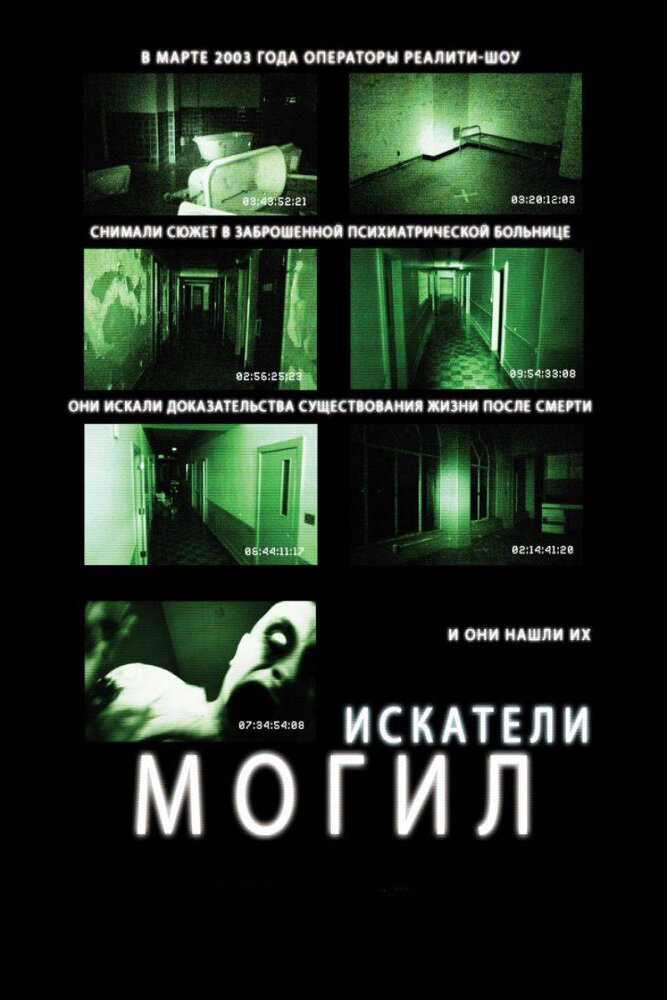 В МАРТЕ 2003 ГОДА ОПЕРАТОРЫ РЕАЛИТИ-ШОУ
03:43:52:21
03:20:12:03
СНИМАЛИ СЮЖЕТ В ЗАБРОШЕННОЙ ПСИХИАТРИЧЕСКОЙ БОЛЬНИЦЕ
02:56:25:23
09:54:33:08
ОНИ ИСКАЛИ ДОКАЗАТЕЛЬСТВА СУЩЕСТВОВАНИЯ ЖИЗНИ ПОСЛЕ СМЕРТИ
06:44:11:17
02:14:41:20
И ОНИ НАШЛИ ИХ
07:34:54:08
ИСКАТЕЛИ
МОГИЛ